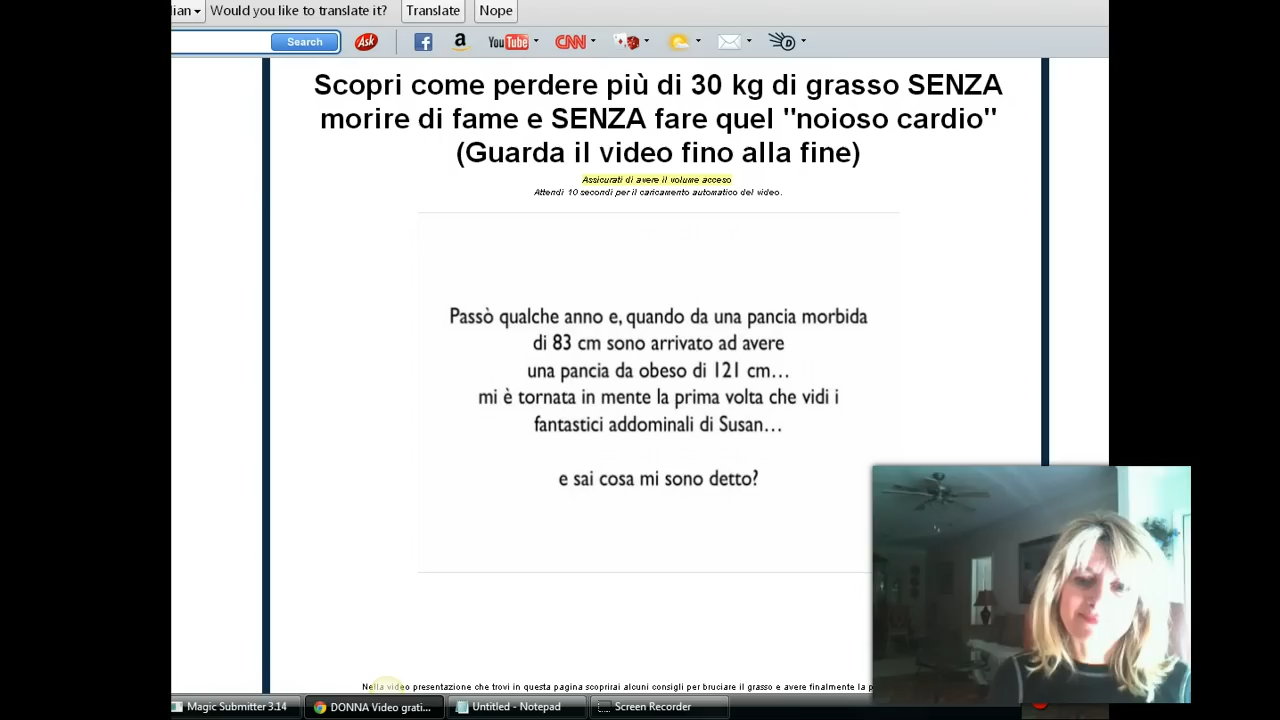 lian Would you like to translate it? Translate Nope
Search Ask a YouTube CNN
Scopri come perdere più di 30 kg di grasso SENZA
morire di fame e SENZA fare quel "noioso cardio"
(Guarda il video fino alla fine)
Assicurati di avere il volume acceso
Attendi 10 secondi per il caricamento automatico del video.
Passò qualche anno e, quando da una pancia morbida
di 83 cm sono arrivato ad avere
una pancia da obeso di 121 cm…
mi è tornata in mente la prima volta che vidi i
fantastici addominali di Susan…
e sai cosa mi sono detto?
Nella video presentazione che trovi in questa pagina scoprirai alcuni consigli per bruciare il grasso e avere finalmente la p
Magic Submitter 3.14 DONNA Video grati... Untitled - Notepad Screen Recorder